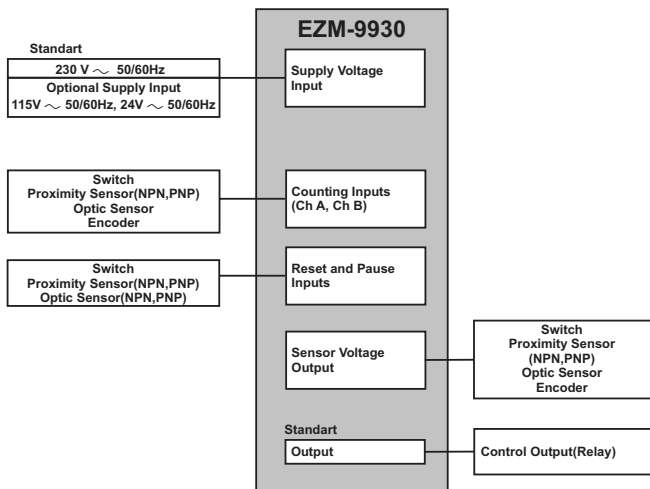 EZM-9930
Standart
230 V ～ 50/60Hz
Optional Supply Input
115V ～ 50/60Hz, 24V ～ 50/60Hz
Supply Voltage
Input
Switch
Proximity Sensor(NPN,PNP)
Optic Sensor
Encoder
Counting Inputs
(Ch A, Ch B)
Switch
Proximity Sensor(NPN,PNP)
Optic Sensor(NPN,PNP)
Reset and Pause
Inputs
Sensor Voltage
Output
Switch
Proximity Sensor
(NPN,PNP)
Optic Sensor
Encoder
Standart
Output
Control Output(Relay)